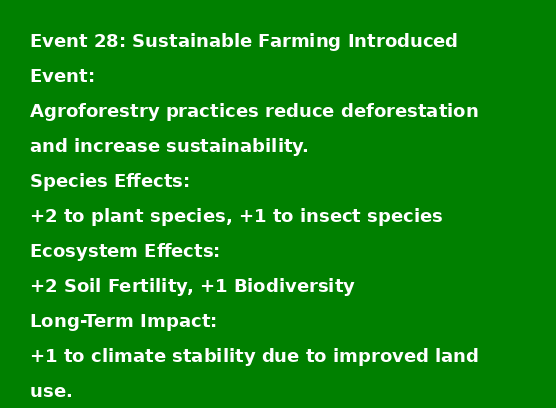 Event 28: Sustainable Farming Introduced
Event:
Agroforestry practices reduce deforestation
and increase sustainability.
Species Effects:
+2 to plant species, +1 to insect species
Ecosystem Effects:
+2 Soil Fertility, +1 Biodiversity
Long-Term Impact:
+1 to climate stability due to improved land
use.